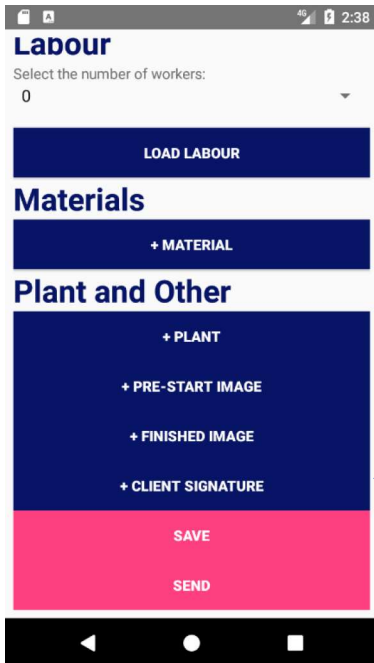 4G 2:38
Labour
Select the number of workers:
0
LOAD LABOUR
Materials
+ MATERIAL
Plant and Other
+ PLANT
+ PRE-START IMAGE
+ FINISHED IMAGE
+ CLIENT SIGNATURE
SAVE
SEND